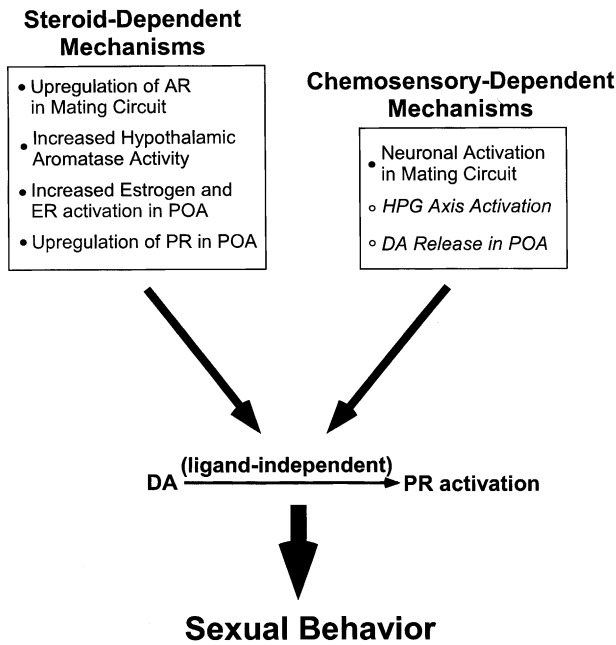 Steroid-Dependent
Mechanisms
• Upregulation of AR
in Mating Circuit
• Increased Hypothalamic
Aromatase Activity
• Increased Estrogen and
ER activation in POA
• Upregulation of PR in POA
Chemosensory-Dependent
Mechanisms
• Neuronal Activation
in Mating Circuit
○ HPG Axis Activation
○ DA Release in POA
(ligand-independent)
DA PR activation
Sexual Behavior